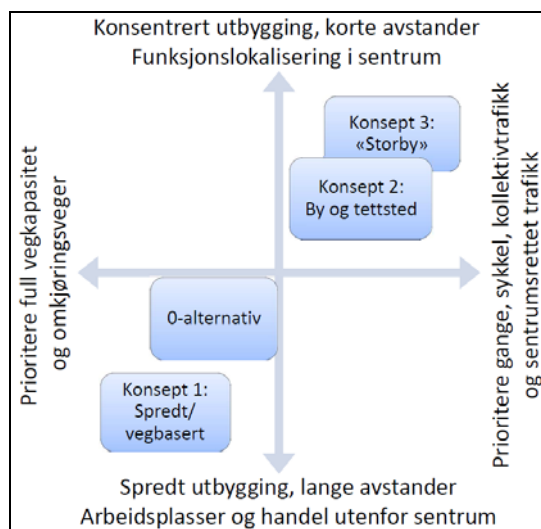 Konsentrert utbygging, korte avstander
Funksjonslokalisering i sentrum
Prioritere full vegkapasitet
og omkjøringsveger
Konsept 3:
«Storby»
Konsept 2:
By og tettsted
0-alternativ
Konsept 1:
Spredt/
vegbasert
Prioritere gange, sykkel, kollektivtrafikk
og sentrumsrettet trafikk
Spredt utbygging, lange avstander
Arbeidsplasser og handel utenfor sentrum